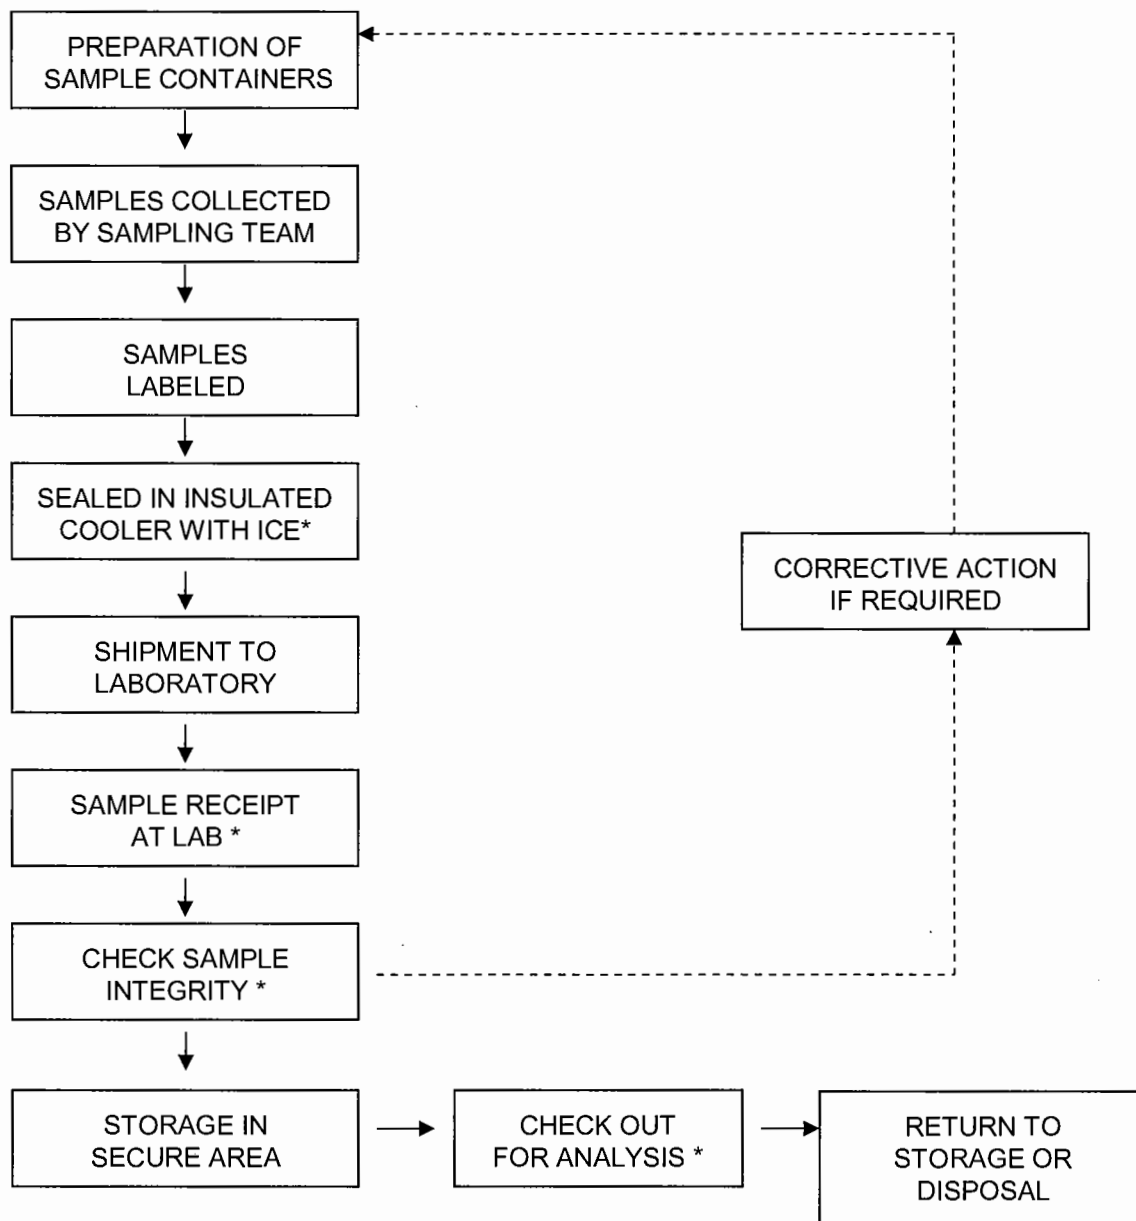 PREPARATION OF
SAMPLE CONTAINERS
SAMPLES COLLECTED
BY SAMPLING TEAM
SAMPLES
LABELED
SEALED IN INSULATED
COOLER WITH ICE*
CORRECTIVE ACTION
IF REQUIRED
SHIPMENT TO
LABORATORY
SAMPLE RECEIPT
AT LAB *
CHECK SAMPLE
INTEGRITY *
STORAGE IN
SECURE AREA
CHECK OUT
FOR ANALYSIS *
RETURN TO
STORAGE OR
DISPOSAL